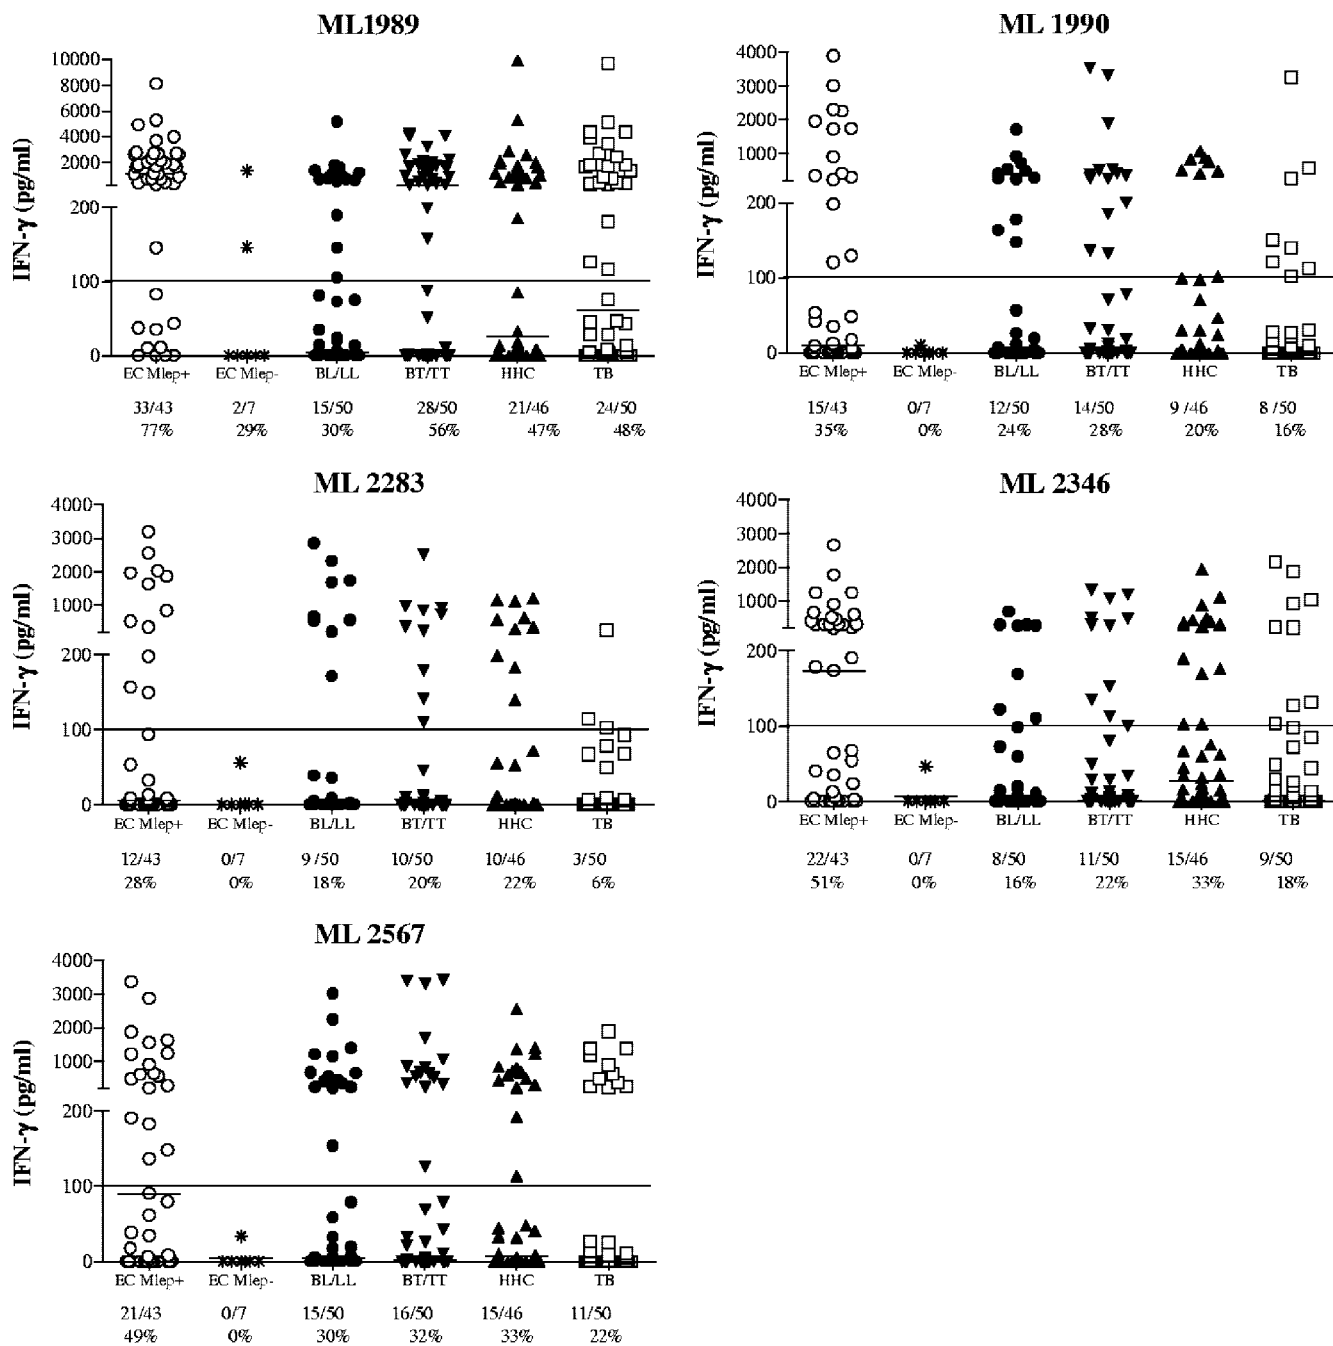 ML1989
IFN-γ (pg/ml)
10000
8000
6000
4000
2000
200
100
0
EC Mlep+ EC Mlep- BL/LL BT/TT HHC TB
33/43 2/7 15/50 28/50 21/46 24/50
77% 29% 30% 56% 47% 48%
ML 1990
IFN-γ (pg/ml)
4000
3000
2000
1000
200
100
0
EC Mlep+ EC Mlep- BL/LL BT/TT HHC TB
15/43 0/7 12/50 14/50 9 /46 8 /50
35% 0% 24% 28% 20% 16%
ML 2283
IFN-γ (pg/ml)
4000
3000
2000
1000
200
100
0
EC Mlep+ EC Mlep- BL/LL BT/TT HHC TB
12/43 0/7 9 /50 10/50 10/46 3/50
28% 0% 18% 20% 22% 6%
ML 2346
IFN-γ (pg/ml)
4000
3000
2000
1000
200
100
0
EC Mlep+ EC Mlep- BL/LL BT/TT HHC TB
22/43 0/7 8/50 11/50 15/46 9/50
51% 0% 16% 22% 33% 18%
ML 2567
IFN-γ (pg/ml)
4000
3000
2000
1000
200
100
0
EC Mlep+ EC Mlep- BL/LL BT/TT HHC TB
21/43 0/7 15/50 16/50 15/46 11/50
49% 0% 30% 32% 33% 22%